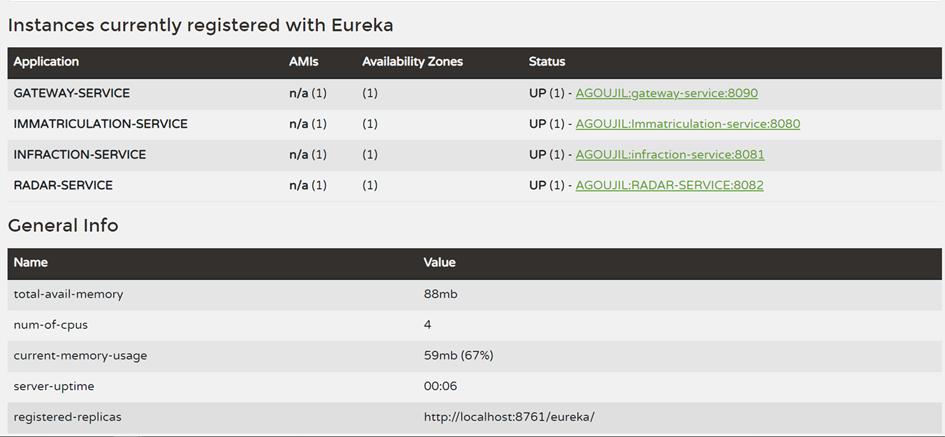 Instances currently registered with Eureka
Application AMIs Availability Zones Status
GATEWAY-SERVICE n/a (1) (1) UP (1) - AGOUJIL:gateway-service:8090
IMMATRICULATION-SERVICE n/a (1) (1) UP (1) - AGOUJIL:Immatriculation-service:8080
INFRACTION-SERVICE n/a (1) (1) UP (1) - AGOUJIL:infraction-service:8081
RADAR-SERVICE n/a (1) (1) UP (1) - AGOUJIL:RADAR-SERVICE:8082
General Info
Name Value
total-avail-memory 88mb
num-of-cpus 4
current-memory-usage 59mb (67%)
server-uptime 00:06
registered-replicas http://localhost:8761/eureka/